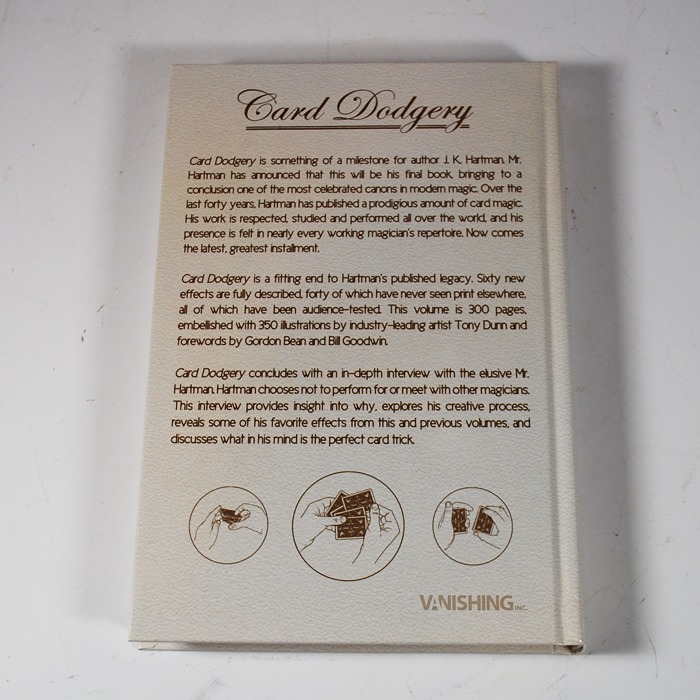 Card Dodgery
Card Dodgery is something of a milestone for author J. K. Hartman. Mr.
Hartman has announced that this will be his final book, bringing to a
conclusion one of the most celebrated canons in modern magic. Over the
last forty years, Hartman has published a prodigious amount of card magic.
His work is respected, studied and performed all over the world, and his
presence is felt in nearly every working magician's repertoire. Now comes
the latest, greatest installment.
Card Dodgery is a fitting end to Hartman's published legacy. Sixty new
effects are fully described, forty of which have never seen print elsewhere,
all of which have been audience-tested. This volume is 300 pages,
embellished with 350 illustrations by industry-leading artist Tony Dunn and
forewords by Gordon Bean and Bill Goodwin.
Card Dodgery concludes with an in-depth interview with the elusive Mr.
Hartman. Hartman chooses not to perform for or meet with other magicians.
This interview provides insight into why, explores his creative process,
reveals some of his favorite effects from this and previous volumes, and
discusses what in his mind is the perfect card trick.
VANISHING INC.